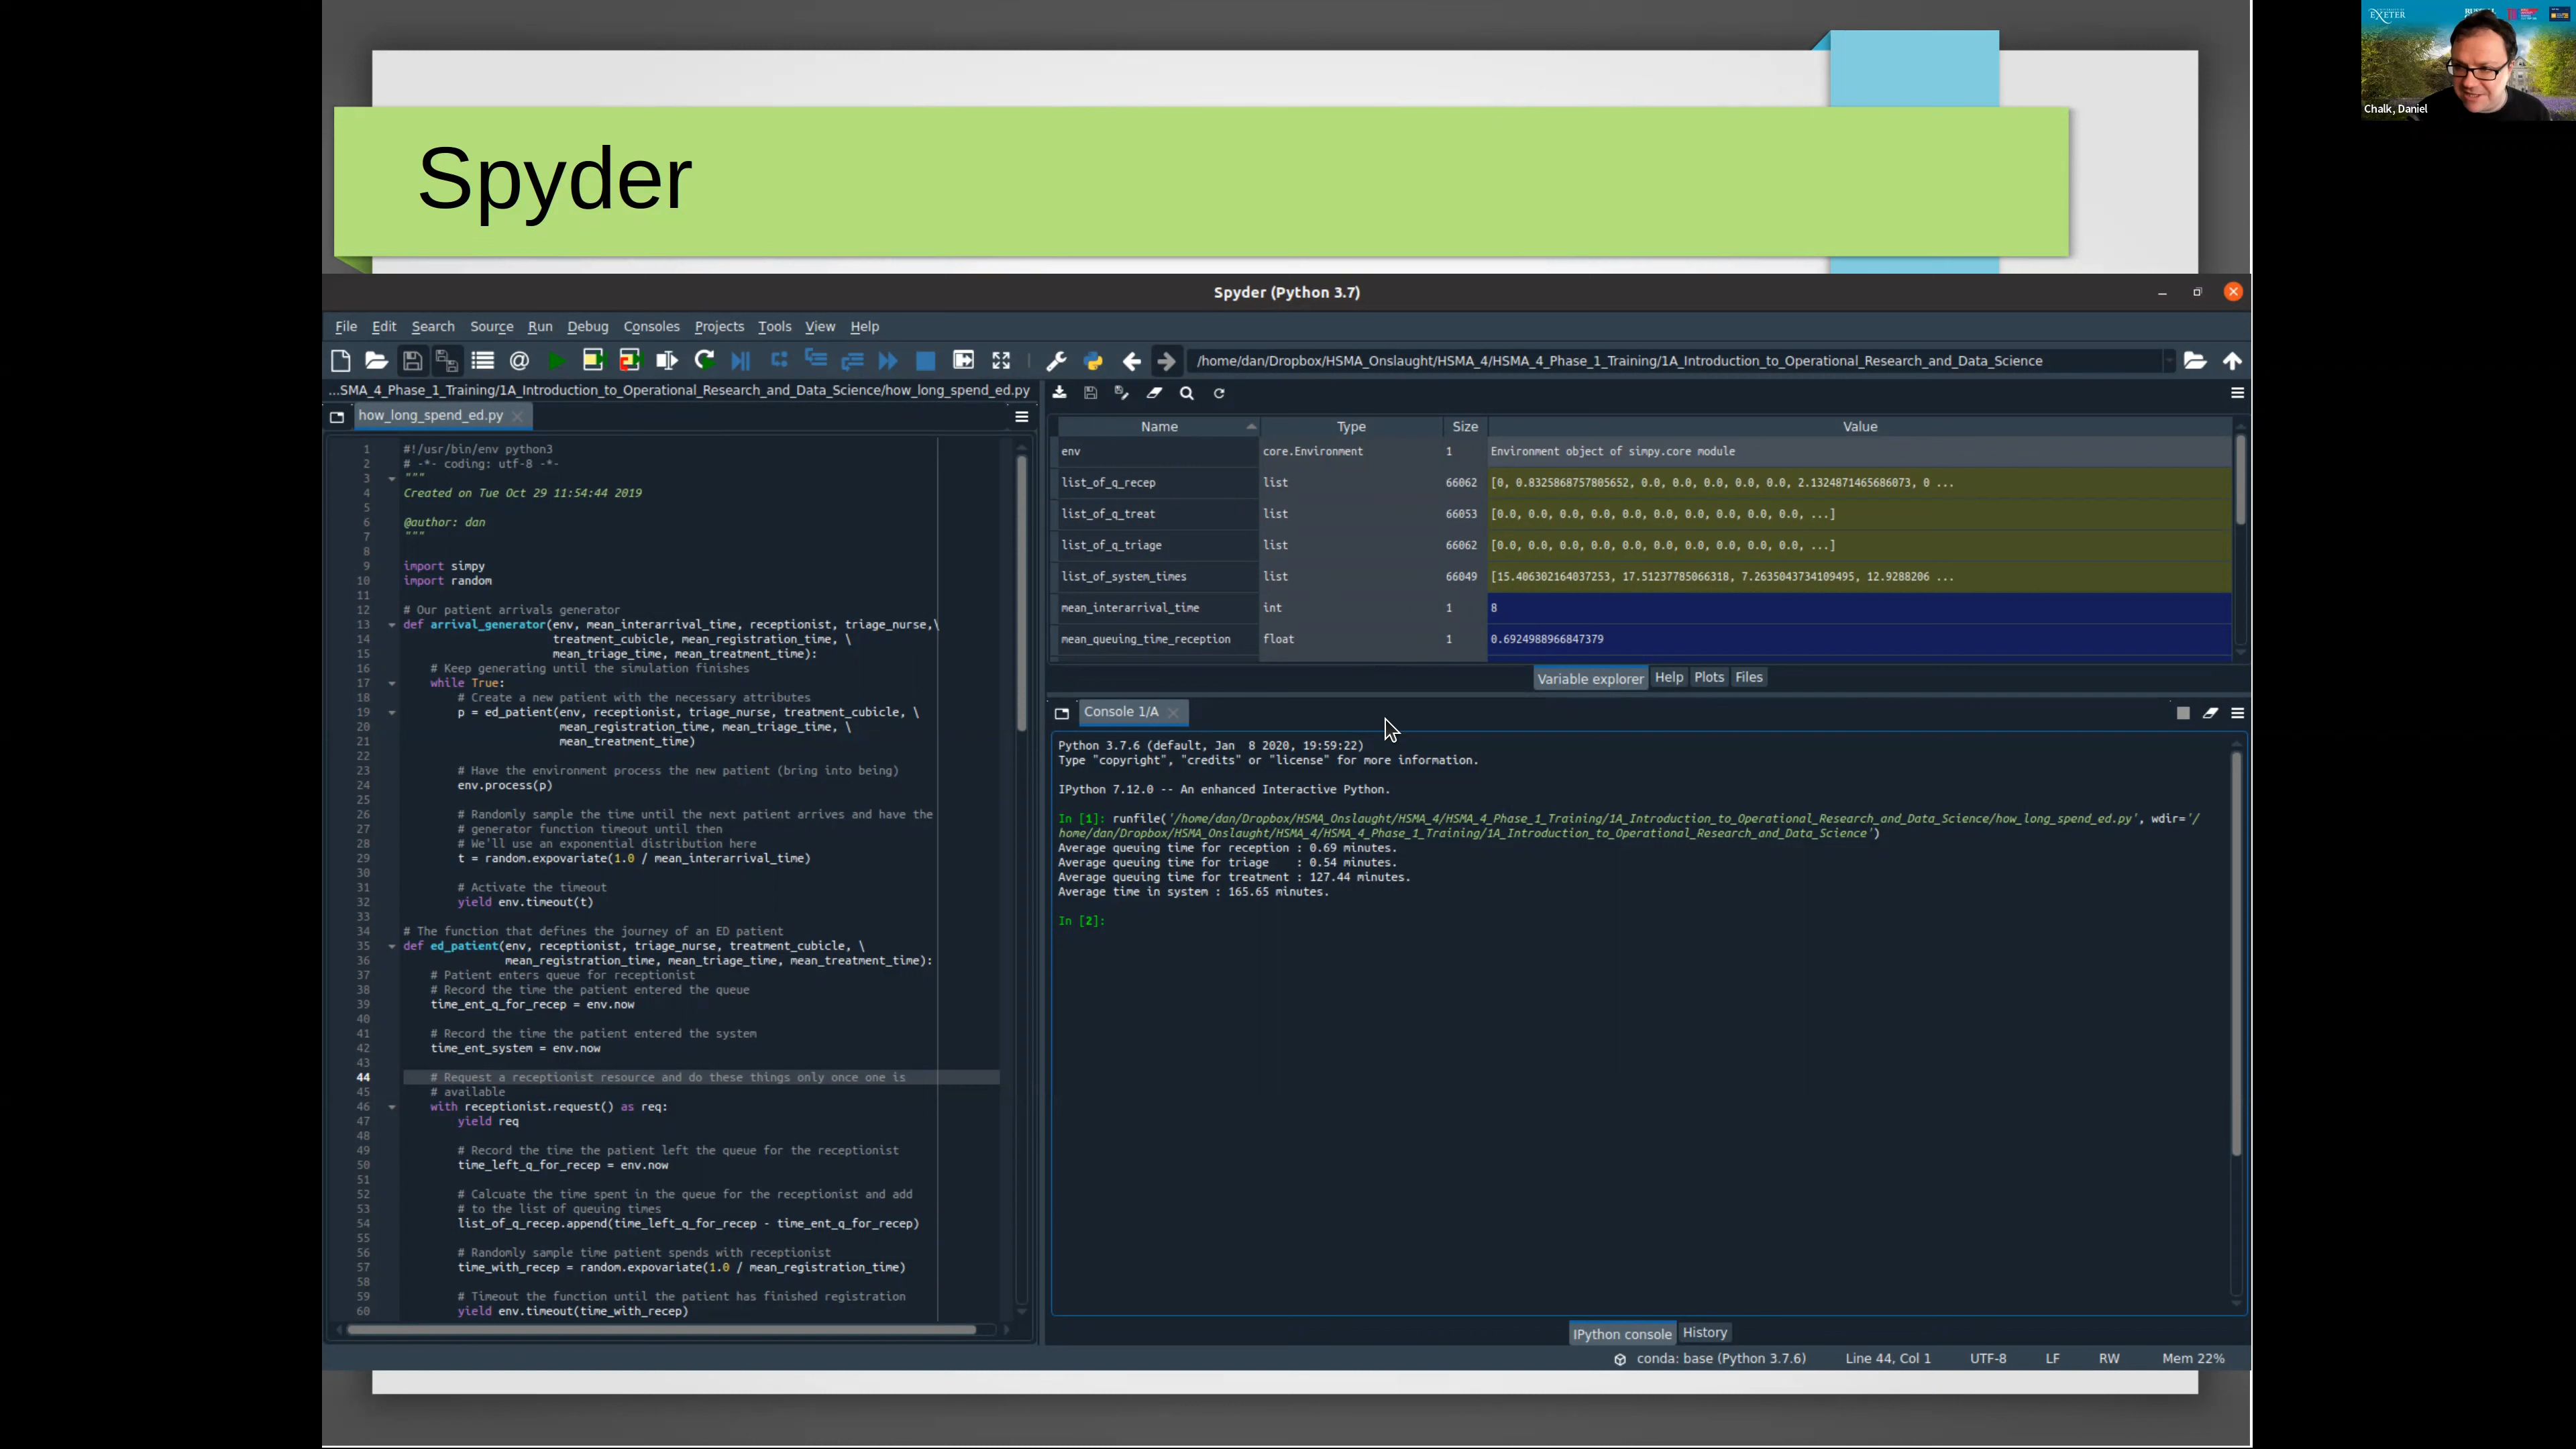 Spyder
EXETER
Chalk, Daniel
Spyder (Python 3.7)
File Edit Search Source Run Debug Consoles Projects Tools View Help
/home/dan/Dropbox/HSMA_Onslaught/HSMA_4/HSMA_4_Phase_1_Training/1A_Introduction_to_Operational_Research_and_Data_Science
...SMA_4_Phase_1_Training/1A_Introduction_to_Operational_Research_and_Data_Science/how_long_spend_ed.py
how_long_spend_ed.py
1 #!/usr/bin/env python3
2 # -*- coding: utf-8 -*-
3 """
4 Created on Tue Oct 29 11:54:44 2019
5
6 @author: dan
7 """
8
9 import simpy
10 import random
11
12 # Our patient arrivals generator
13 def arrival_generator(env, mean_interarrival_time, receptionist, triage_nurse,\
14 treatment_cubicle, mean_registration_time, \
15 mean_triage_time, mean_treatment_time):
16 # Keep generating until the simulation finishes
17 while True:
18 # Create a new patient with the necessary attributes
19 p = ed_patient(env, receptionist, triage_nurse, treatment_cubicle, \
20 mean_registration_time, mean_triage_time, \
21 mean_treatment_time)
22
23 # Have the environment process the new patient (bring into being)
24 env.process(p)
25
26 # Randomly sample the time until the next patient arrives and have the
27 # generator function timeout until then
28 # We'll use an exponential distribution here
29 t = random.expovariate(1.0 / mean_interarrival_time)
30
31 # Activate the timeout
32 yield env.timeout(t)
33
34 # The function that defines the journey of an ED patient
35 def ed_patient(env, receptionist, triage_nurse, treatment_cubicle, \
36 mean_registration_time, mean_triage_time, mean_treatment_time):
37 # Patient enters queue for receptionist
38 # Record the time the patient entered the queue
39 time_ent_q_for_recep = env.now
40
41 # Record the time the patient entered the system
42 time_ent_system = env.now
43
44 # Request a receptionist resource and do these things only once one is
45 # available
46 with receptionist.request() as req:
47 yield req
48
49 # Record the time the patient left the queue for the receptionist
50 time_left_q_for_recep = env.now
51
52 # Calcuate the time spent in the queue for the receptionist and add
53 # to the list of queuing times
54 list_of_q_recep.append(time_left_q_for_recep - time_ent_q_for_recep)
55
56 # Randomly sample time patient spends with receptionist
57 time_with_recep = random.expovariate(1.0 / mean_registration_time)
58
59 # Timeout the function until the patient has finished registration
60 yield env.timeout(time_with_recep)
Name Type Size Value
env core.Environment 1 Environment object of simpy.core module
list_of_q_recep list 66062 [0, 0.8325868757805652, 0.0, 0.0, 0.0, 0.0, 0.0, 2.1324871465686073, 0 ...
list_of_q_treat list 66053 [0.0, 0.0, 0.0, 0.0, 0.0, 0.0, 0.0, 0.0, 0.0, 0.0, ...]
list_of_q_triage list 66062 [0.0, 0.0, 0.0, 0.0, 0.0, 0.0, 0.0, 0.0, 0.0, 0.0, ...]
list_of_system_times list 66049 [15.406302164037253, 17.51237785066318, 7.2635043734109495, 12.9288206 ...
mean_interarrival_time int 1 8
mean_queuing_time_reception float 1 0.6924988966847379
Variable explorer Help Plots Files
Console 1/A
Python 3.7.6 (default, Jan 8 2020, 19:59:22)
Type "copyright", "credits" or "license" for more information.
IPython 7.12.0 -- An enhanced Interactive Python.
In [1]: runfile('/home/dan/Dropbox/HSMA_Onslaught/HSMA_4/HSMA_4_Phase_1_Training/1A_Introduction_to_Operational_Research_and_Data_Science/how_long_spend_ed.py', wdir='/
home/dan/Dropbox/HSMA_Onslaught/HSMA_4/HSMA_4_Phase_1_Training/1A_Introduction_to_Operational_Research_and_Data_Science')
Average queuing time for reception : 0.69 minutes.
Average queuing time for triage : 0.54 minutes.
Average queuing time for treatment : 127.44 minutes.
Average time in system : 165.65 minutes.
In [2]:
IPython console History
conda: base (Python 3.7.6) Line 44, Col 1 UTF-8 LF RW Mem 22%